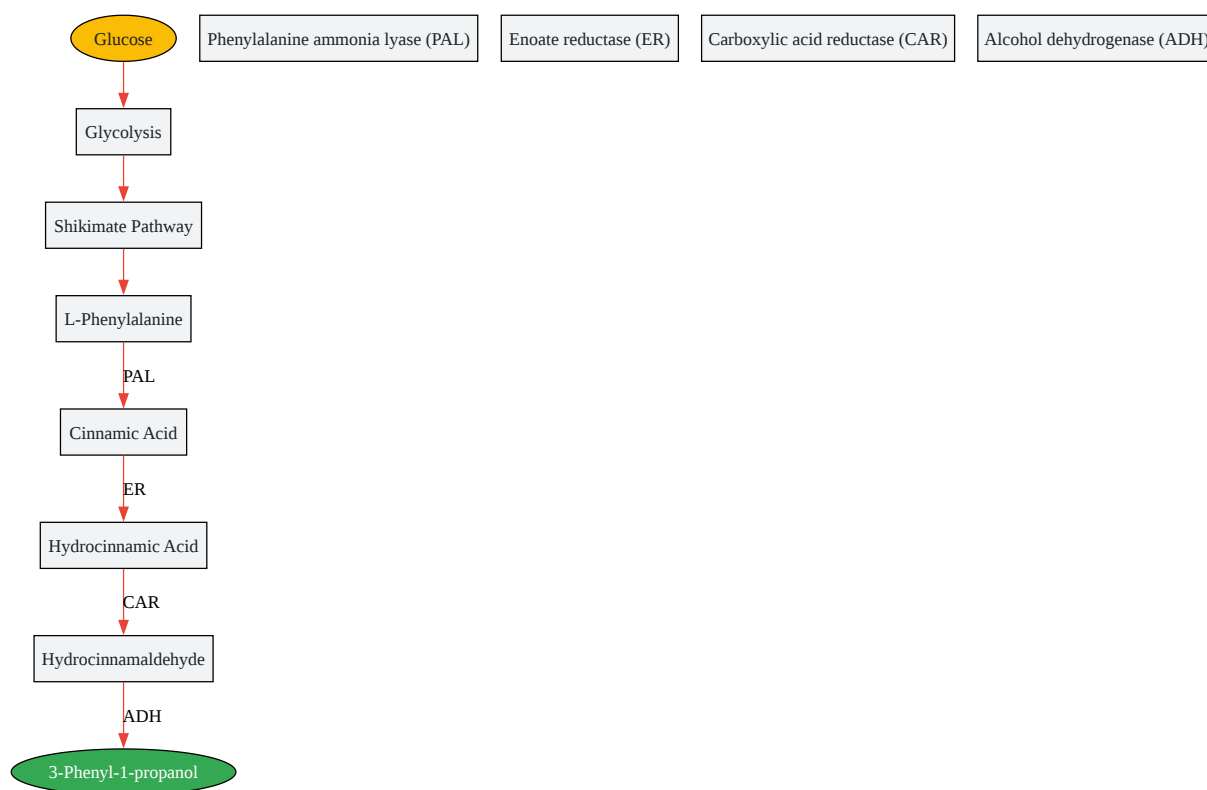 Glucose
Phenylalanine ammonia lyase (PAL)
Enoate reductase (ER)
Carboxylic acid reductase (CAR)
Alcohol dehydrogenase (ADH)
Glycolysis
Shikimate Pathway
L-Phenylalanine
PAL
Cinnamic Acid
ER
Hydrocinnamic Acid
CAR
Hydrocinnamaldehyde
ADH
3-Phenyl-1-propanol